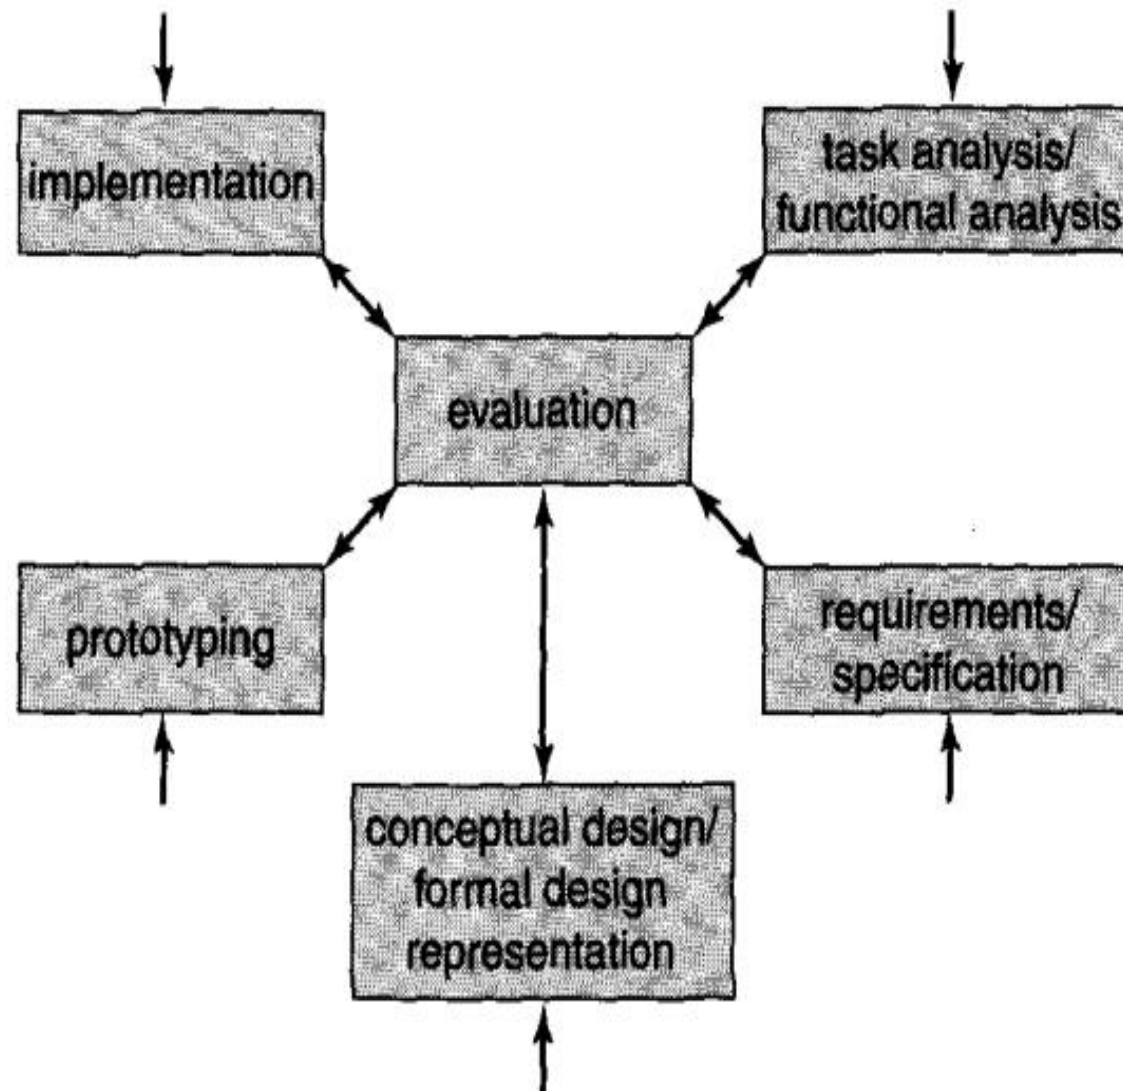 implementation
task analysis/
functional analysis
evaluation
prototyping
requirements/
specification
conceptual design/
formal design
representation